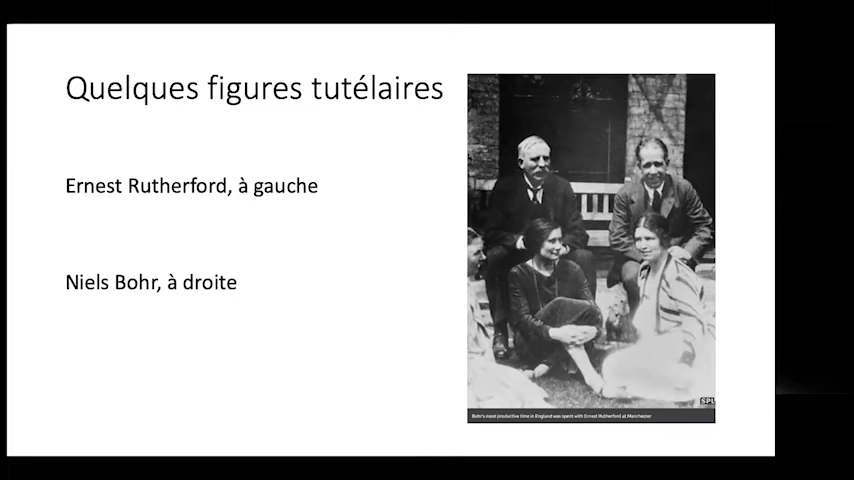 Quelques figures tutélaires
Ernest Rutherford, à gauche
Niels Bohr, à droite
SPL
Bohr's most productive time in England was spent with Ernest Rutherford at Manchester